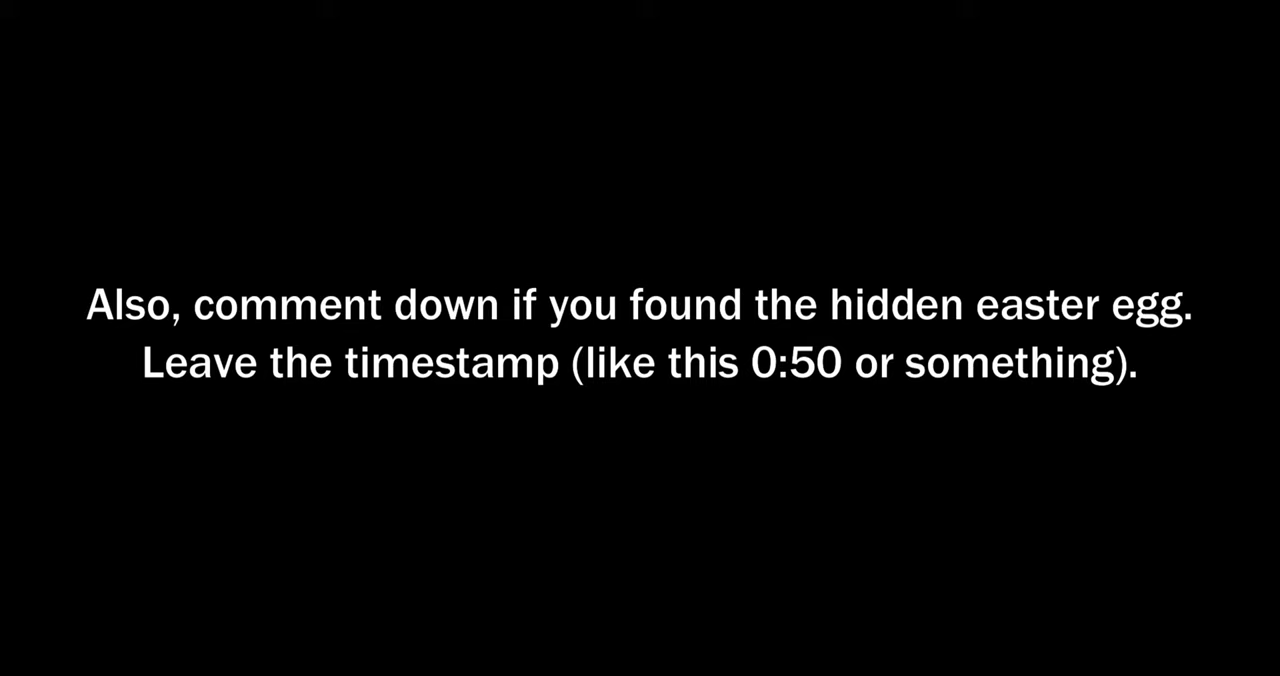 Also, comment down if you found the hidden easter egg.
Leave the timestamp (like this 0:50 or something).